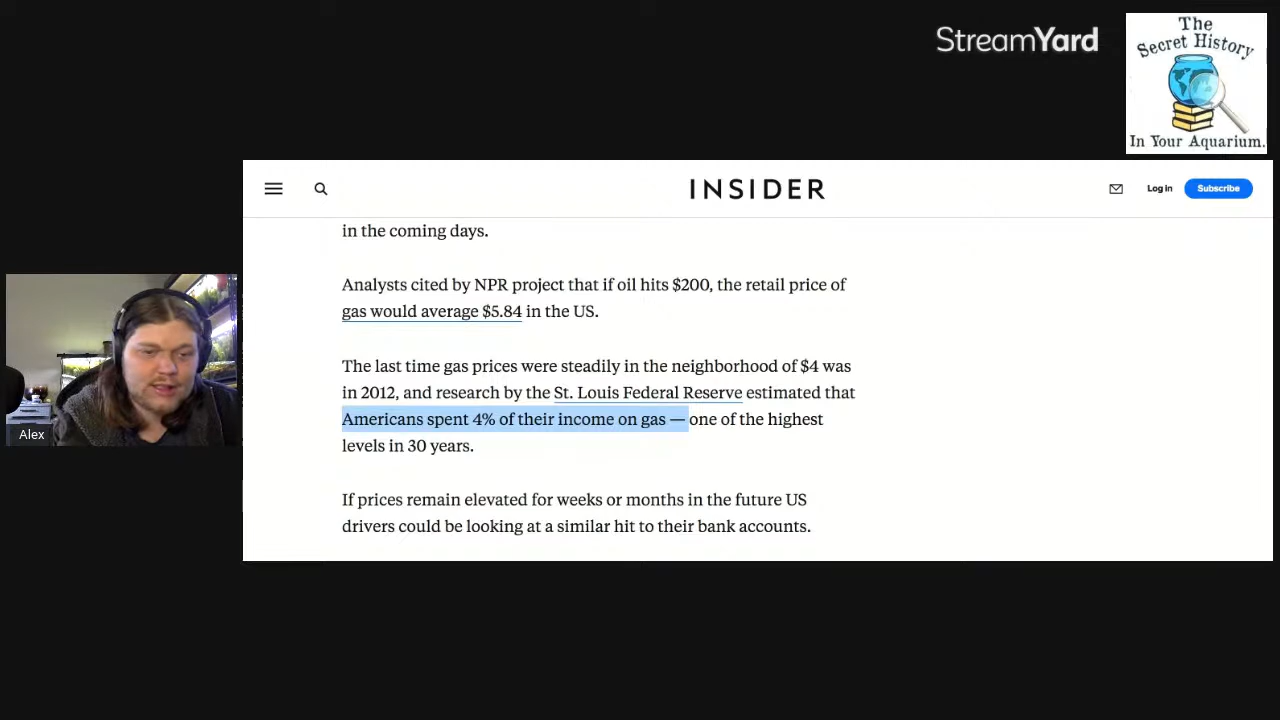 StreamYard
The
Secret History
In Your Aquarium.
INSIDER
Log in
Subscribe
in the coming days.
Analysts cited by NPR project that if oil hits $200, the retail price of
gas would average $5.84 in the US.
The last time gas prices were steadily in the neighborhood of $4 was
in 2012, and research by the St. Louis Federal Reserve estimated that
Americans spent 4% of their income on gas — one of the highest
levels in 30 years.
If prices remain elevated for weeks or months in the future US
drivers could be looking at a similar hit to their bank accounts.
Alex